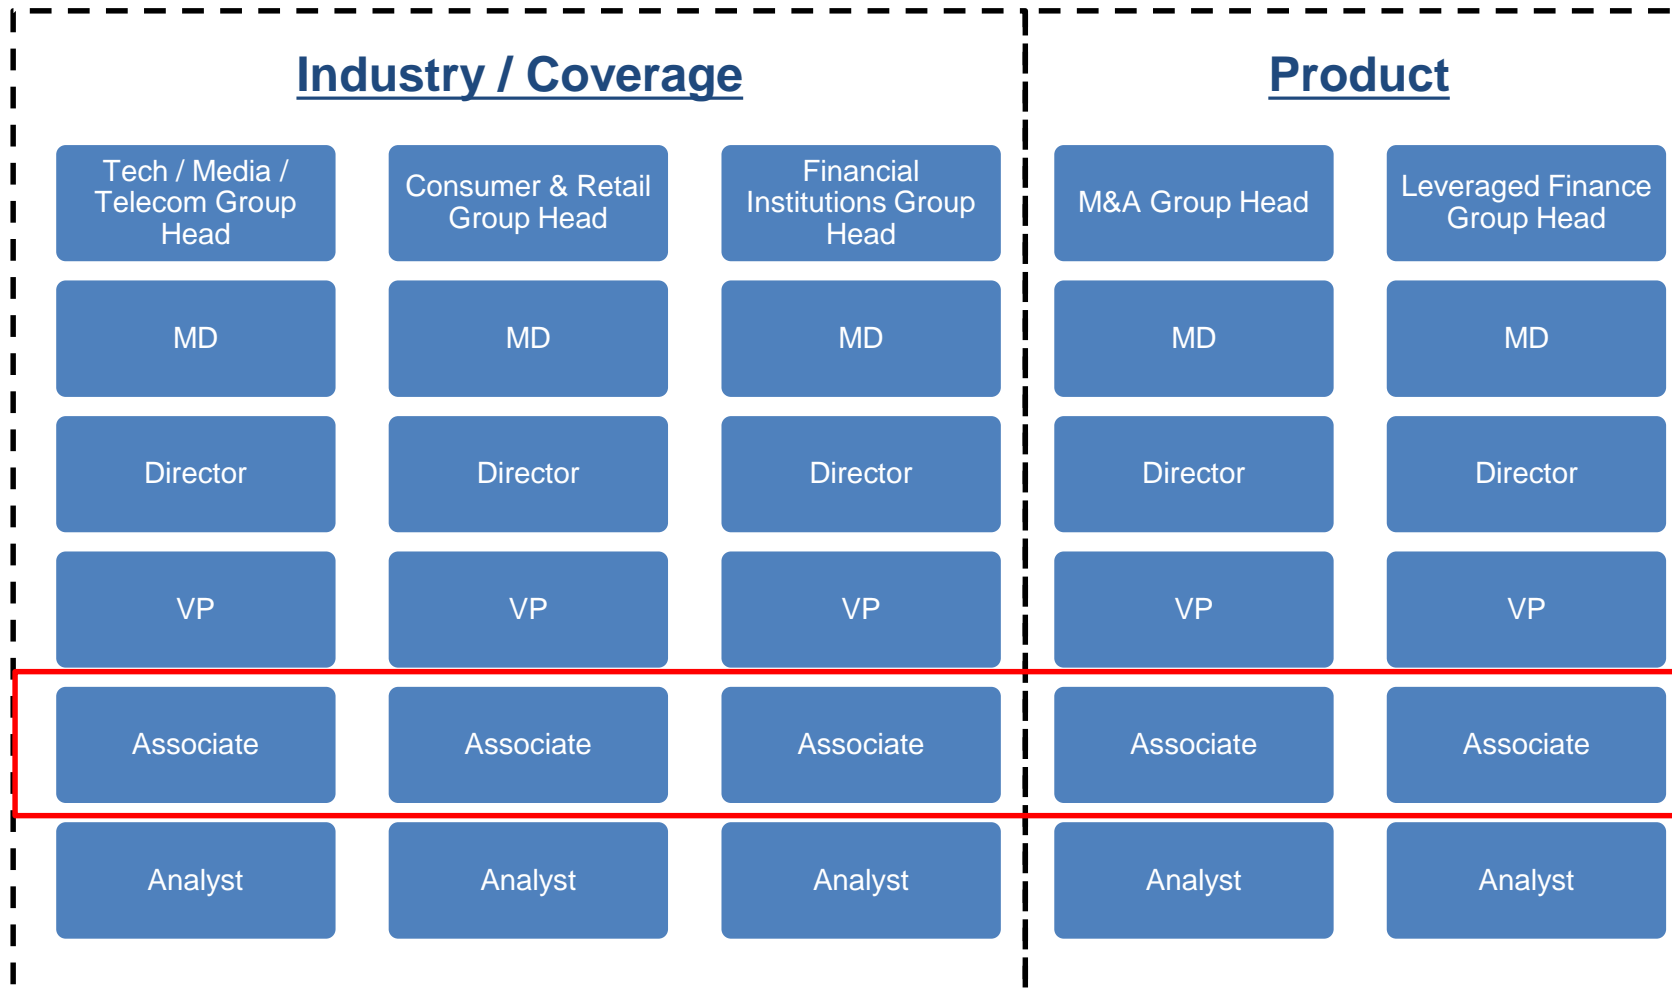 Industry / Coverage
Product
Tech / Media /
Telecom Group
Head
Consumer & Retail
Group Head
Financial
Institutions Group
Head
M&A Group Head
Leveraged Finance
Group Head
MD
MD
MD
MD
MD
Director
Director
Director
Director
Director
VP
VP
VP
VP
VP
Associate
Associate
Associate
Associate
Associate
Analyst
Analyst
Analyst
Analyst
Analyst